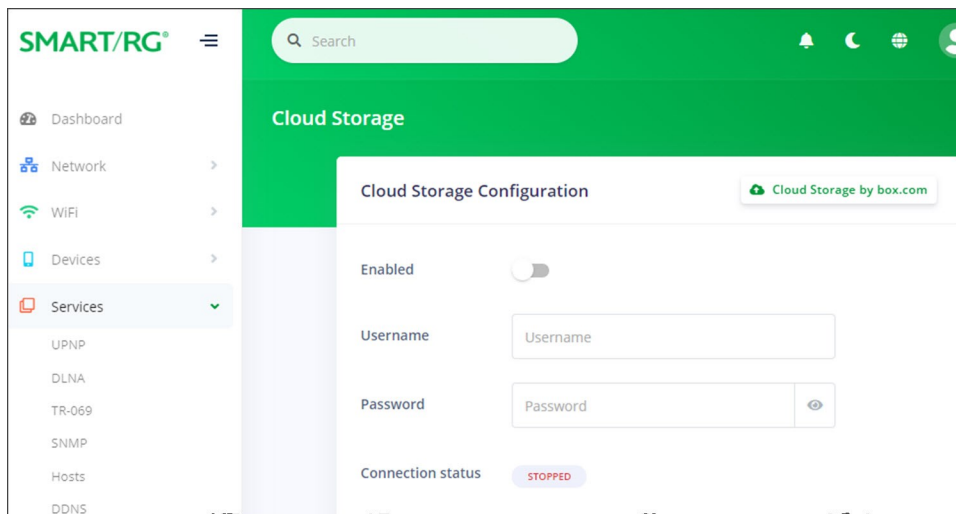 SMART/RG®
Search
Dashboard
Network
WiFi
Devices
Services
UPNP
DLNA
TR-069
SNMP
Hosts
DDNS
Cloud Storage
Cloud Storage Configuration
Cloud Storage by box.com
Enabled
Username
Username
Password
Password
Connection status
STOPPED